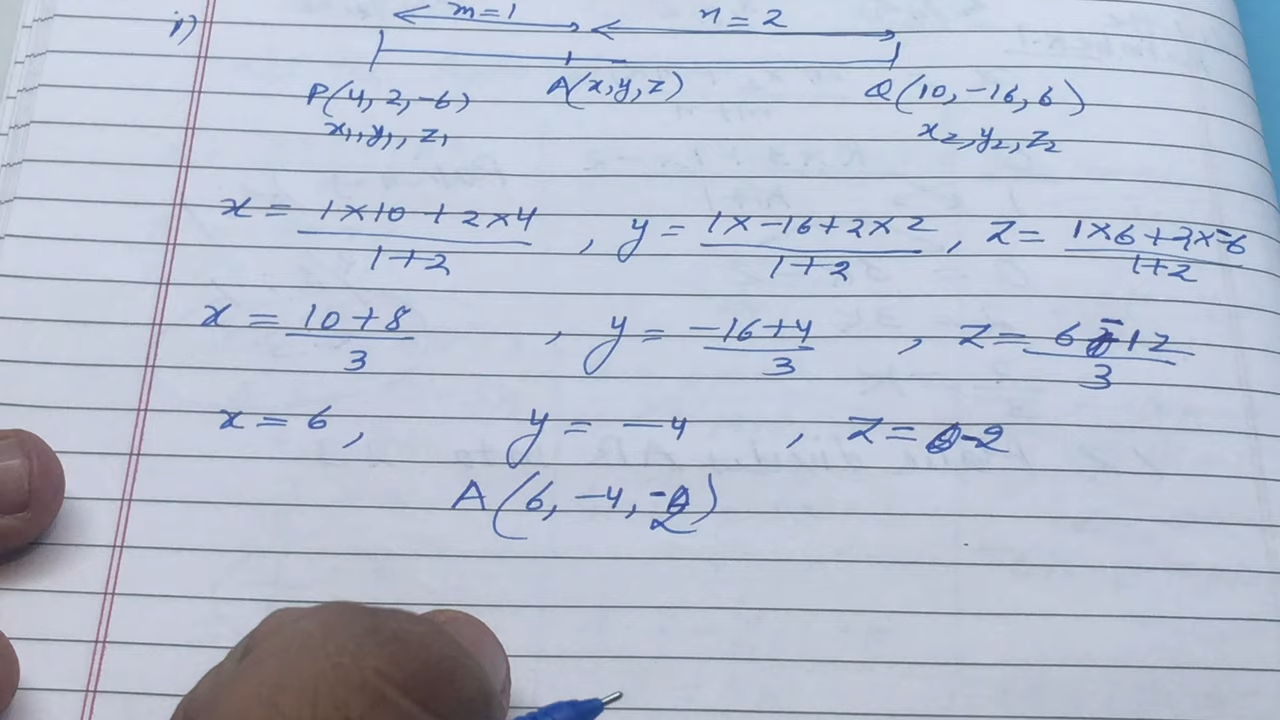 i) m=1 n=2
P(4, 2, -6) A(x, y, z) Q(10, -16, 6)
x₁, y₁, z₁ x₂, y₂, z₂
x = 1×10 + 2×4 / 1+2 , y = 1×-16+2×2 / 1+2 , z = 1×6+2×-6 / 1+2
x = 10+8 / 3 , y = -16+4 / 3 , z = 6-12 / 3
x = 6, y = -4 , z = -2
A(6, -4, -2)